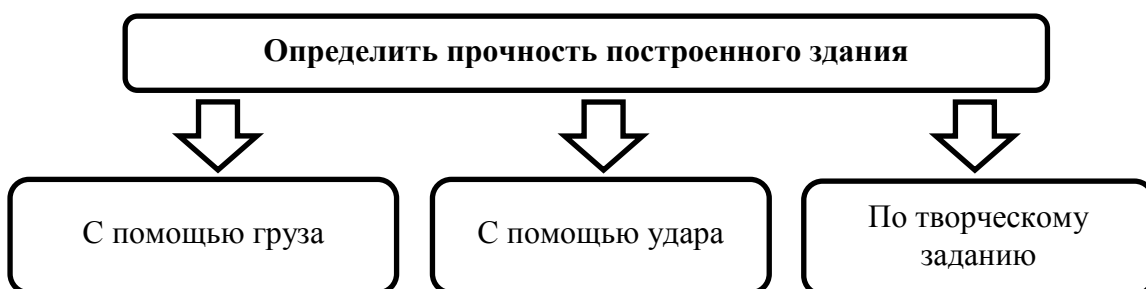 Определить прочность построенного здания
С помощью груза
С помощью удара
По творческому
заданию